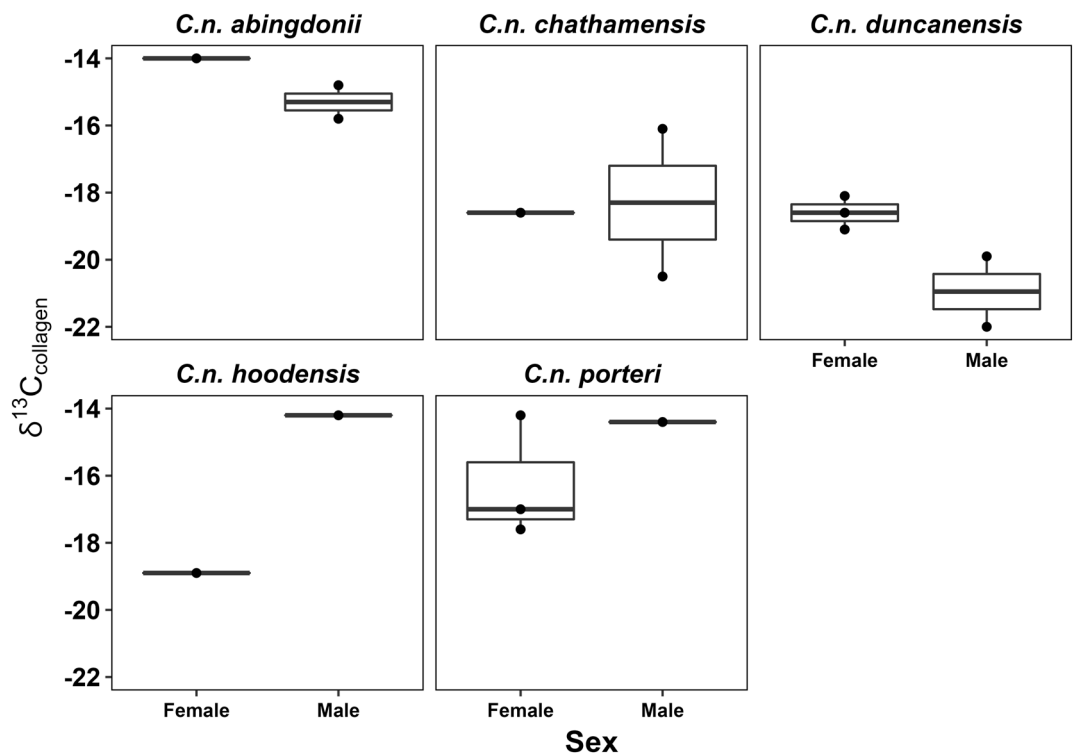 C.n. abingdonii
C.n. chathamensis
C.n. duncanensis
-14
-16
-18
-20
-22
Female Male
C.n. hoodensis
C.n. porteri
-14
-16
-18
-20
-22
Female Male
Female Male
δ13Ccollagen
Sex